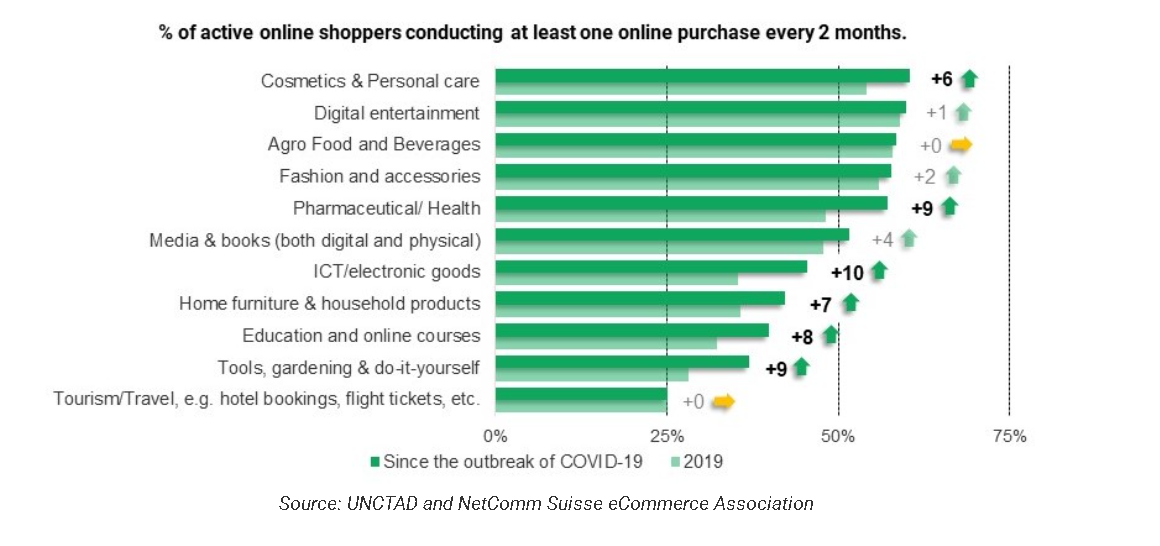 % of active online shoppers conducting at least one online purchase every 2 months.
Cosmetics & Personal care +6
Digital entertainment +1
Agro Food and Beverages +0
Fashion and accessories +2
Pharmaceutical/ Health +9
Media & books (both digital and physical) +4
ICT/electronic goods +10
Home furniture & household products +7
Education and online courses +8
Tools, gardening & do-it-yourself +9
Tourism/Travel, e.g. hotel bookings, flight tickets, etc. +0
0% 25% 50% 75%
Since the outbreak of COVID-19 2019
Source: UNCTAD and NetComm Suisse eCommerce Association